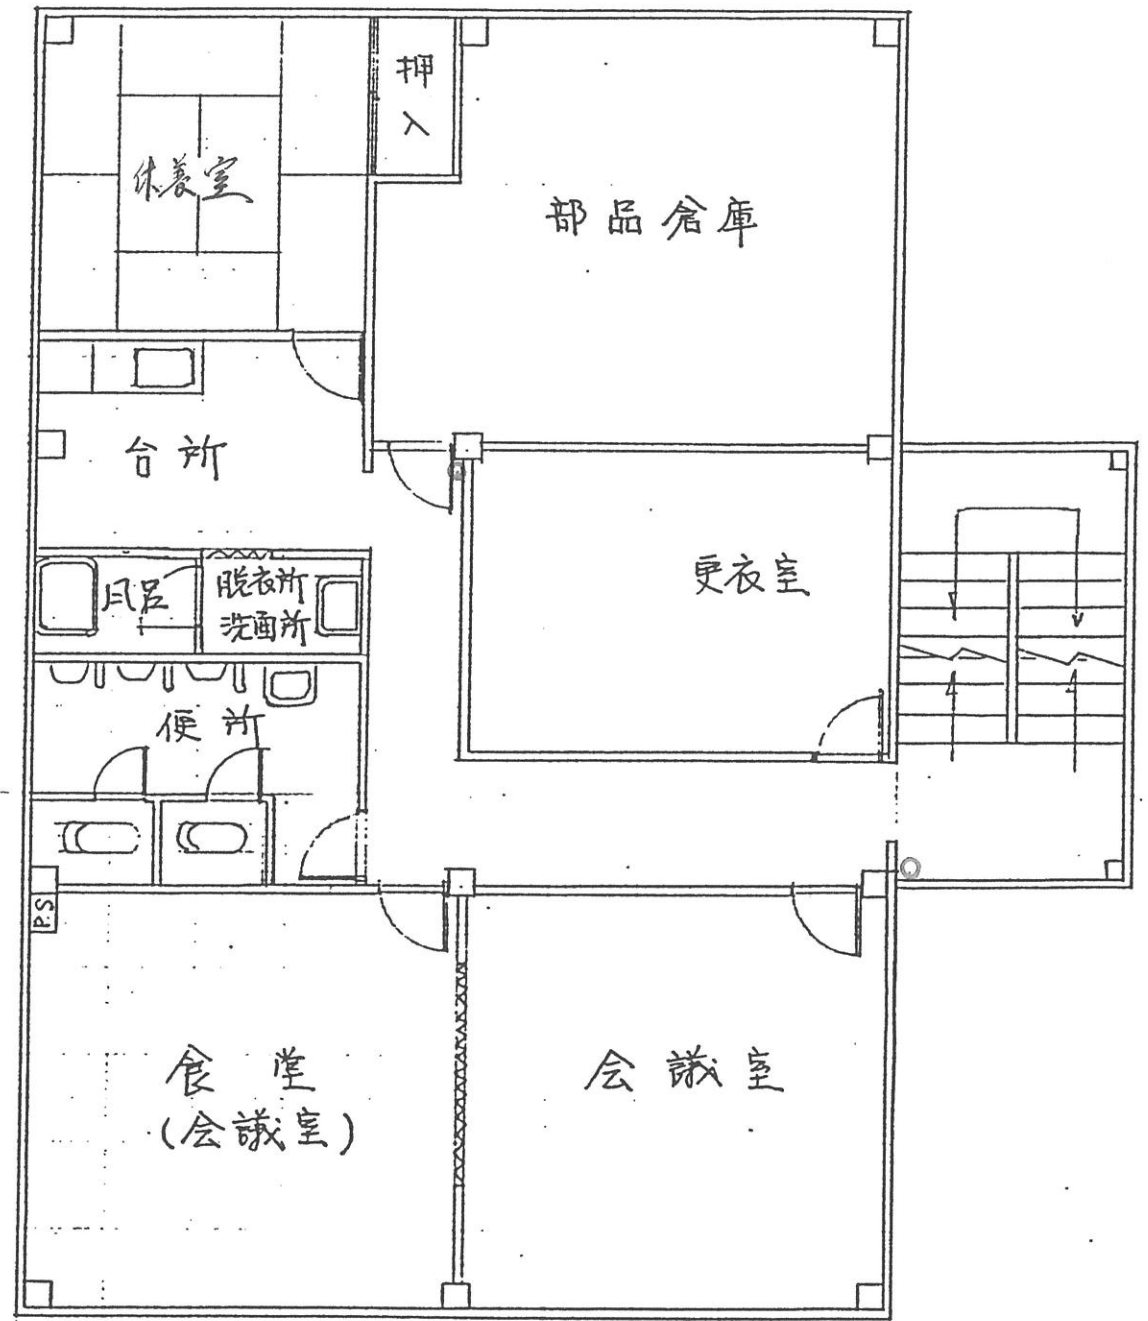 押
入
休養室
部品倉庫
台所
更衣室
風呂
脱衣所
洗面所
便所
P.S
食堂
(会議室)
会議室